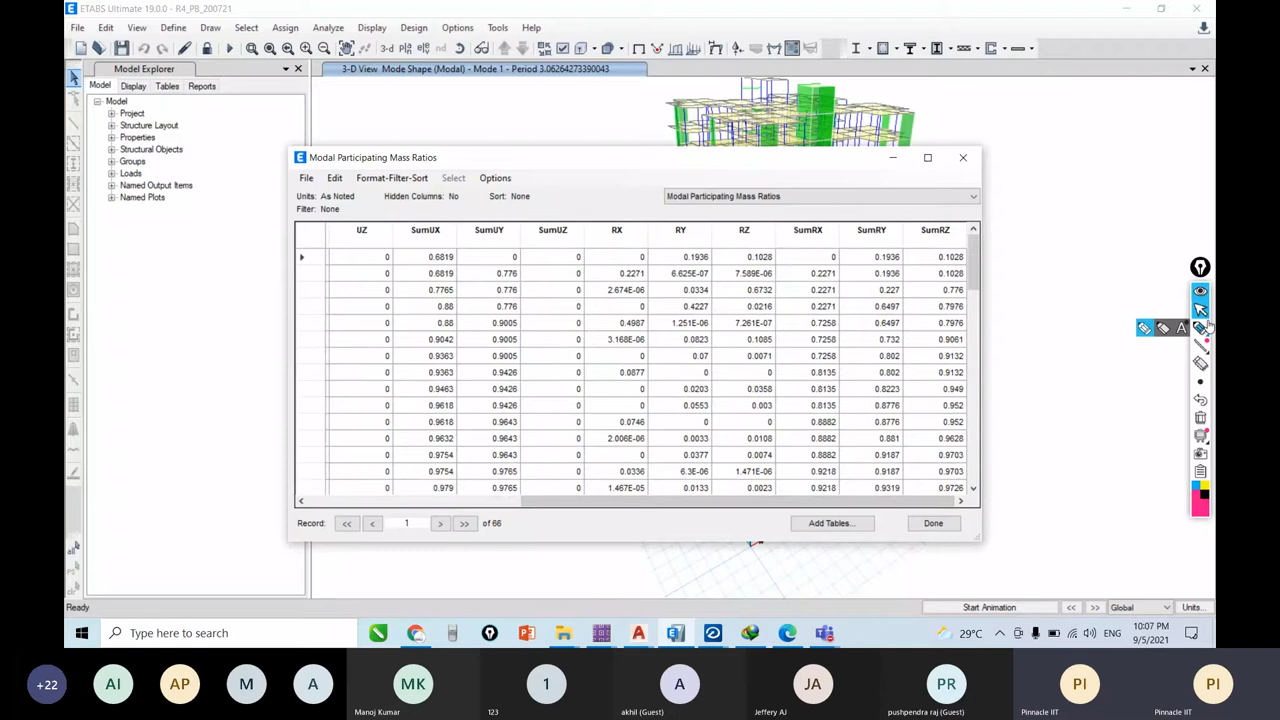 ETABS Ultimate 19.0.0 - R4_PB_200721
File Edit View Define Draw Select Assign Analyze Display Design Options Tools Help
Model Explorer
3-D View Mode Shape (Modal) - Mode 1 - Period 3.06264273390043
Model Display Tables Reports
Model
Project
Structure Layout
Properties
Structural Objects
Groups
Loads
Named Output Items
Named Plots
Modal Participating Mass Ratios
File Edit Format-Filter-Sort Select Options
Units: As Noted Hidden Columns: No Sort: None Modal Participating Mass Ratios
Filter: None
UZ SumUX SumUY SumUZ RX RY RZ SumRX SumRY SumRZ
0 0.6819 0 0 0 0.1936 0.1028 0 0.1936 0.1028
0 0.6819 0.776 0 0.2271 6.625E-07 7.589E-06 0.2271 0.1936 0.1028
0 0.7765 0.776 0 2.674E-06 0.0334 0.6732 0.2271 0.227 0.776
0 0.88 0.776 0 0 0.4227 0.0216 0.2271 0.6497 0.7976
0 0.88 0.9005 0 0.4987 1.251E-06 7.261E-07 0.7258 0.6497 0.7976
0 0.9042 0.9005 0 3.168E-06 0.0823 0.1085 0.7258 0.732 0.9061
0 0.9363 0.9005 0 0 0.07 0.0071 0.7258 0.802 0.9132
0 0.9363 0.9426 0 0.0877 0 0 0.8135 0.802 0.9132
0 0.9463 0.9426 0 0 0.0203 0.0358 0.8135 0.8223 0.949
0 0.9618 0.9426 0 0 0.0553 0.003 0.8135 0.8776 0.952
0 0.9618 0.9643 0 0.0746 0 0 0.8882 0.8776 0.952
0 0.9632 0.9643 0 2.006E-06 0.0033 0.0108 0.8882 0.881 0.9628
0 0.9754 0.9643 0 0 0.0377 0.0074 0.8882 0.9187 0.9703
0 0.9754 0.9765 0 0.0336 6.3E-06 1.471E-06 0.9218 0.9187 0.9703
0 0.979 0.9765 0 1.467E-05 0.0133 0.0023 0.9218 0.9319 0.9726
Record: << < 1 > >> of 66 Add Tables... Done
Ready Start Animation << >> Global Units...
Type here to search 29°C ENG 10:07 PM 9/5/2021
+22 AI AP M A MK 1 A JA PR PI PI
Manoj Kumar 123 akhil (Guest) Jeffery AJ pushpendra raj (Guest) Pinnacle IIT Pinnacle IIT